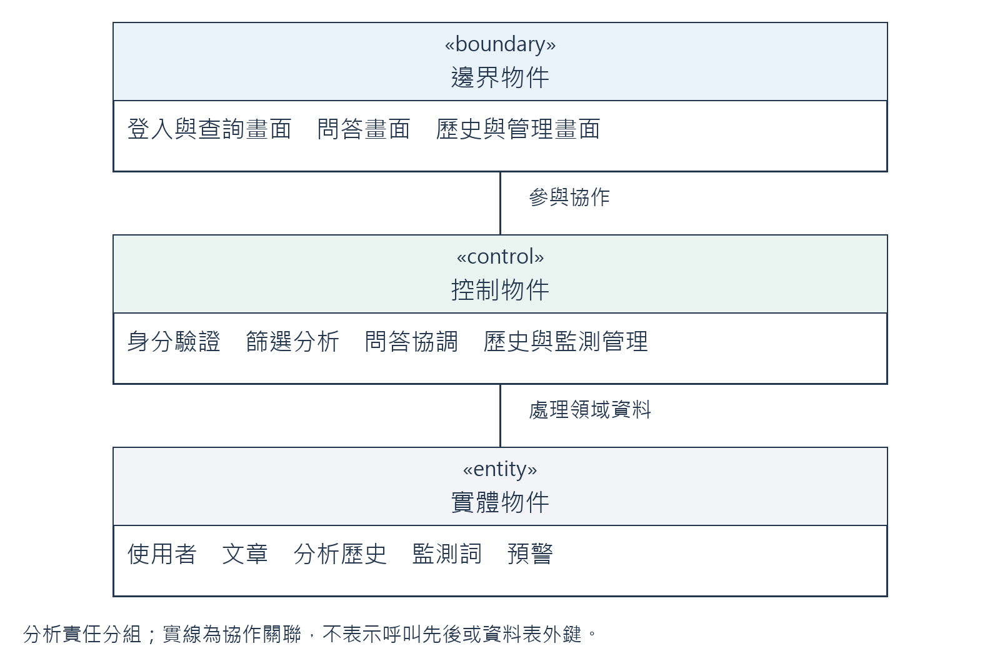 «boundary»
邊界物件
登入與查詢畫面　問答畫面　歷史與管理畫面
參與協作
«control»
控制物件
身分驗證　篩選分析　問答協調　歷史與監測管理
處理領域資料
«entity»
實體物件
使用者　文章　分析歷史　監測詞　預警
分析責任分組；實線為協作關聯，不表示呼叫先後或資料表外鍵。